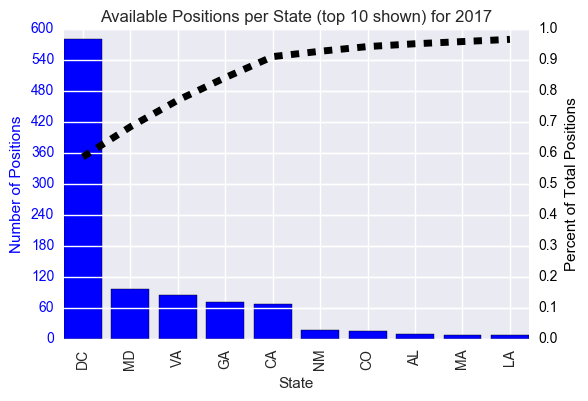 Available Positions per State (top 10 shown) for 2017
600
540
480
420
360
300
240
180
120
60
0
Number of Positions
1.0
0.9
0.8
0.7
0.6
0.5
0.4
0.3
0.2
0.1
0.0
Percent of Total Positions
DC
MD
VA
GA
CA
NM
CO
AL
MA
LA
State